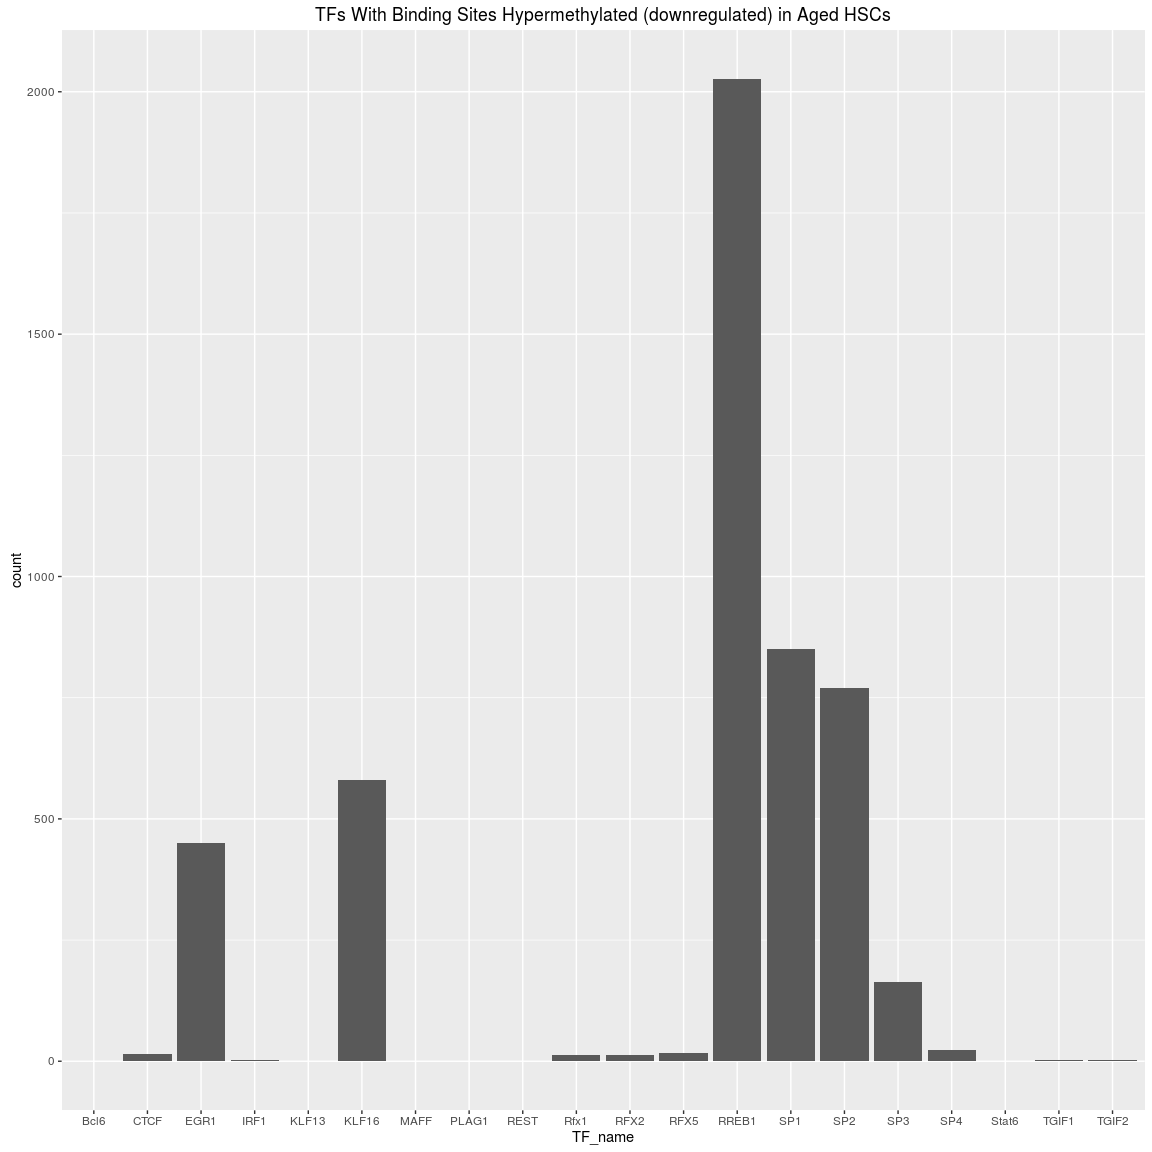 TFs With Binding Sites Hypermethylated (downregulated) in Aged HSCs
2000
1500
1000
500
0
count
Bcl6 CTCF EGR1 IRF1 KLF13 KLF16 MAFF PLAG1 REST Rfx1 RFX2 RFX5 RREB1 SP1 SP2 SP3 SP4 Stat6 TGIF1 TGIF2
TF_name